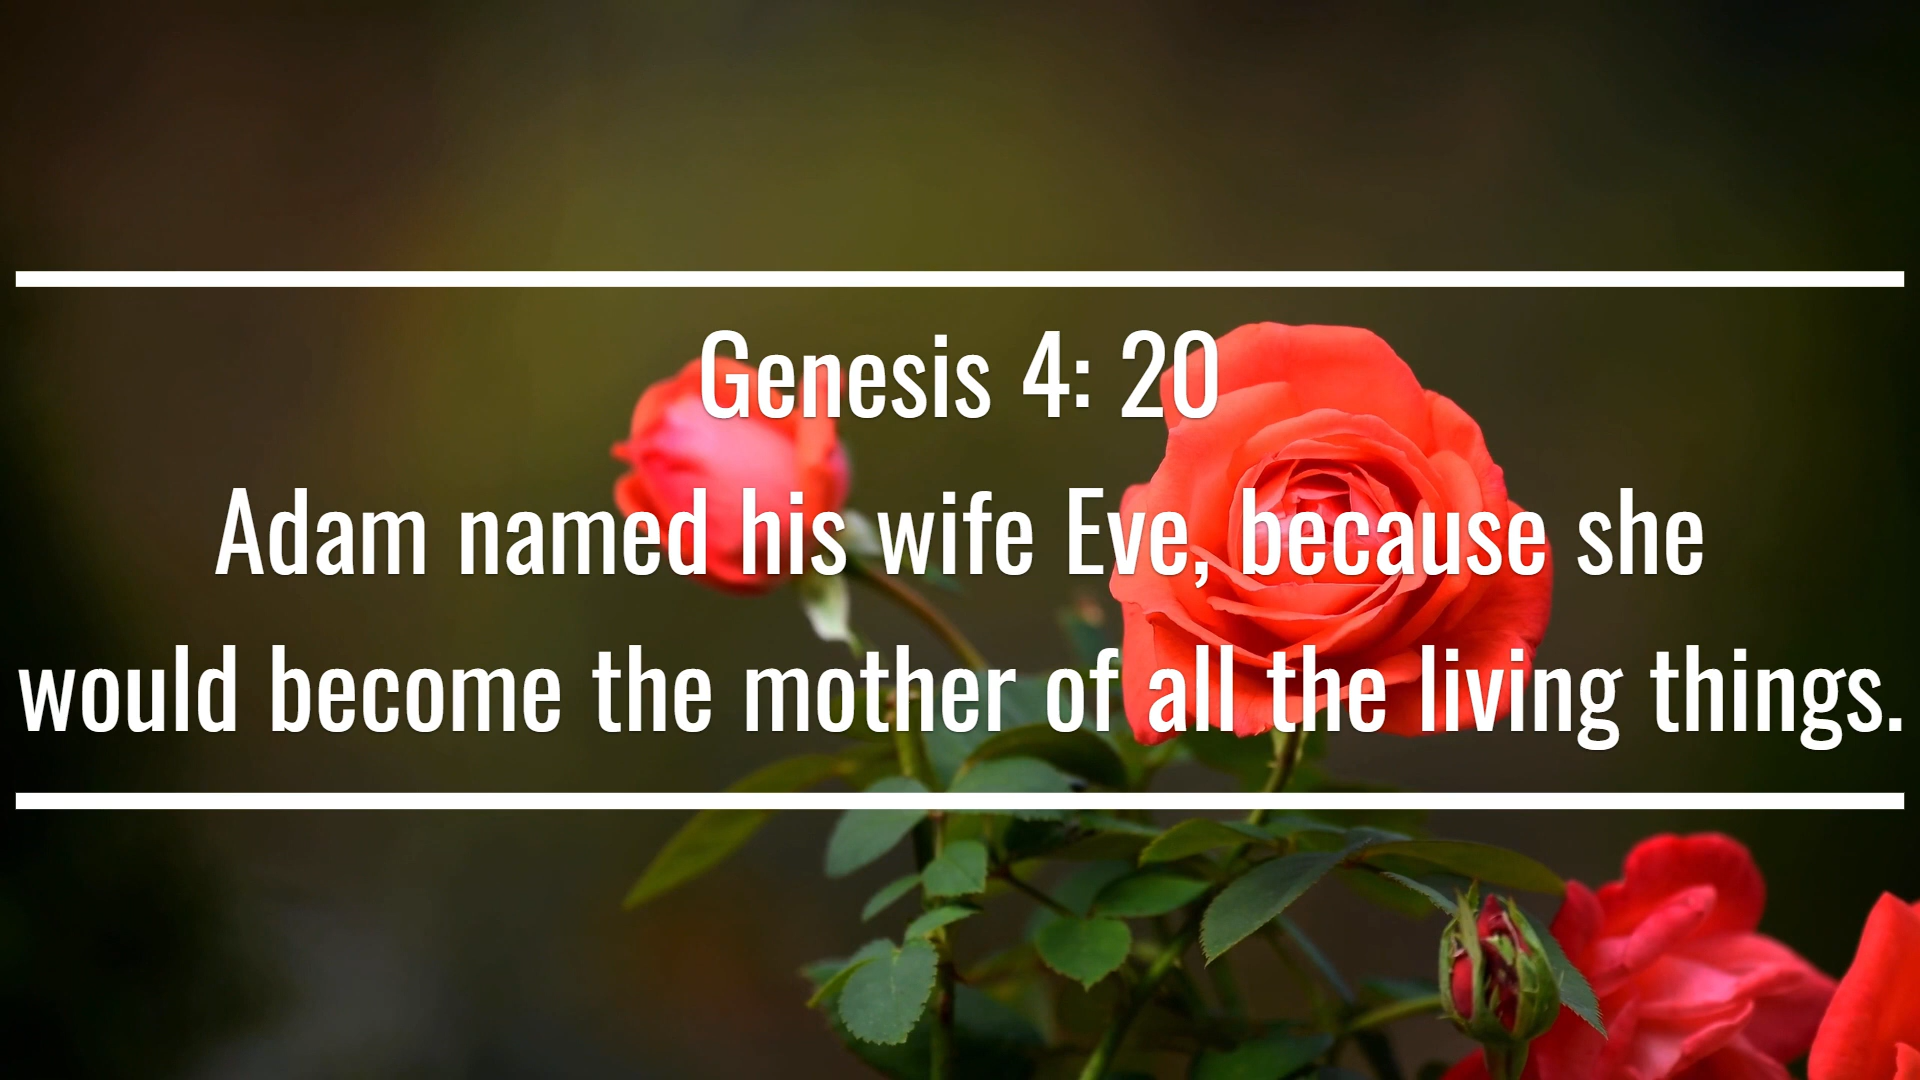 Genesis 4: 20
Adam named his wife Eve, because she
would become the mother of all the living things.